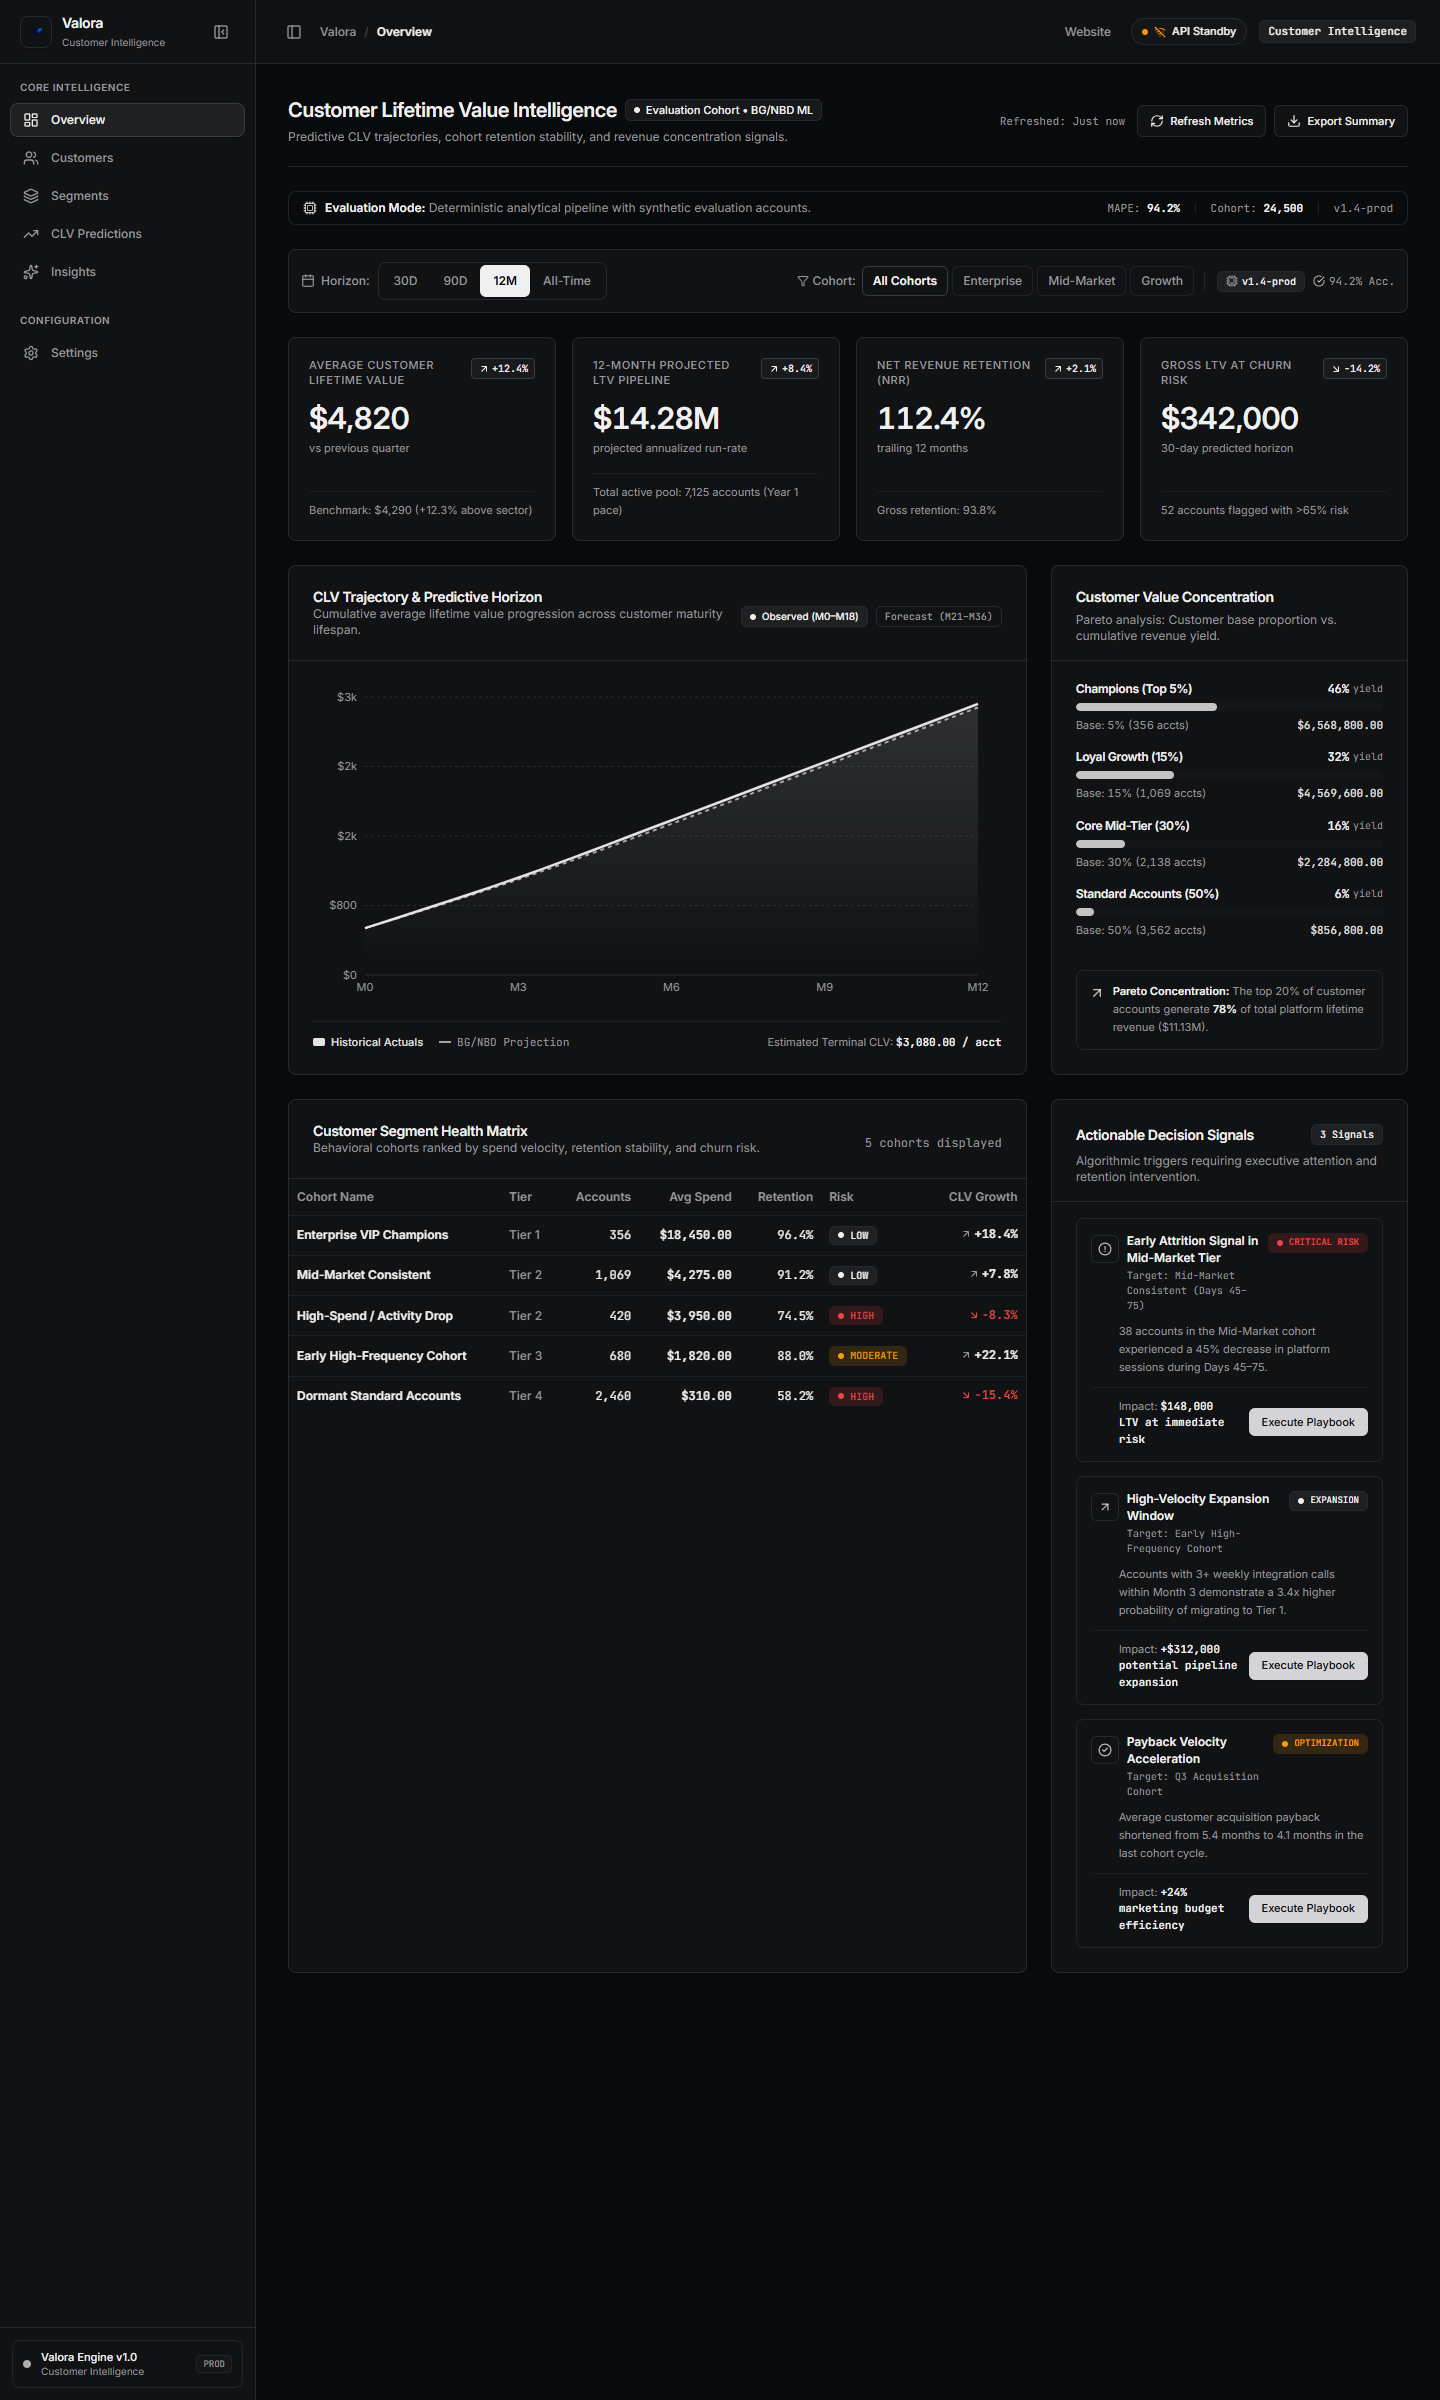 Valora
Customer Intelligence
CORE INTELLIGENCE
Overview
Customers
Segments
CLV Predictions
Insights
CONFIGURATION
Settings
Valora Engine v1.0
Customer Intelligence
PROD
Valora / Overview
Website
API Standby
Customer Intelligence
Customer Lifetime Value Intelligence
Evaluation Cohort • BG/NBD ML
Predictive CLV trajectories, cohort retention stability, and revenue concentration signals.
Refreshed: Just now
Refresh Metrics
Export Summary
Evaluation Mode: Deterministic analytical pipeline with synthetic evaluation accounts.
MAPE: 94.2%
Cohort: 24,500
v1.4-prod
Horizon:
30D
90D
12M
All-Time
Cohort:
All Cohorts
Enterprise
Mid-Market
Growth
v1.4-prod
94.2% Acc.
AVERAGE CUSTOMER
LIFETIME VALUE
+12.4%
$4,820
vs previous quarter
Benchmark: $4,290 (+12.3% above sector)
12-MONTH PROJECTED
LTV PIPELINE
+8.4%
$14.28M
projected annualized run-rate
Total active pool: 7,125 accounts (Year 1
pace)
NET REVENUE RETENTION
(NRR)
+2.1%
112.4%
trailing 12 months
Gross retention: 93.8%
GROSS LTV AT CHURN
RISK
-14.2%
$342,000
30-day predicted horizon
52 accounts flagged with >65% risk
CLV Trajectory & Predictive Horizon
Cumulative average lifetime value progression across customer maturity
lifespan.
Observed (M0–M18)
Forecast (M21–M36)
$3k
$2k
$2k
$800
$0
M0
M3
M6
M9
M12
Historical Actuals
BG/NBD Projection
Estimated Terminal CLV: $3,080.00 / acct
Customer Value Concentration
Pareto analysis: Customer base proportion vs.
cumulative revenue yield.
Champions (Top 5%)
46% yield
Base: 5% (356 accts)
$6,568,800.00
Loyal Growth (15%)
32% yield
Base: 15% (1,069 accts)
$4,569,600.00
Core Mid-Tier (30%)
16% yield
Base: 30% (2,138 accts)
$2,284,800.00
Standard Accounts (50%)
6% yield
Base: 50% (3,562 accts)
$856,800.00
Pareto Concentration: The top 20% of customer
accounts generate 78% of total platform lifetime
revenue ($11.13M).
Customer Segment Health Matrix
Behavioral cohorts ranked by spend velocity, retention stability, and churn risk.
5 cohorts displayed
Cohort Name Tier Accounts Avg Spend Retention Risk CLV Growth
Enterprise VIP Champions Tier 1 356 $18,450.00 96.4% LOW +18.4%
Mid-Market Consistent Tier 2 1,069 $4,275.00 91.2% LOW +7.8%
High-Spend / Activity Drop Tier 2 420 $3,950.00 74.5% HIGH -8.3%
Early High-Frequency Cohort Tier 3 680 $1,820.00 88.0% MODERATE +22.1%
Dormant Standard Accounts Tier 4 2,460 $310.00 58.2% HIGH -15.4%
Actionable Decision Signals
3 Signals
Algorithmic triggers requiring executive attention and
retention intervention.
Early Attrition Signal in
Mid-Market Tier
CRITICAL RISK
Target: Mid-Market
Consistent (Days 45–
75)
38 accounts in the Mid-Market cohort
experienced a 45% decrease in platform
sessions during Days 45–75.
Impact: $148,000
LTV at immediate
risk
Execute Playbook
High-Velocity Expansion
Window
EXPANSION
Target: Early High-
Frequency Cohort
Accounts with 3+ weekly integration calls
within Month 3 demonstrate a 3.4x higher
probability of migrating to Tier 1.
Impact: +$312,000
potential pipeline
expansion
Execute Playbook
Payback Velocity
Acceleration
OPTIMIZATION
Target: Q3 Acquisition
Cohort
Average customer acquisition payback
shortened from 5.4 months to 4.1 months in the
last cohort cycle.
Impact: +24%
marketing budget
efficiency
Execute Playbook